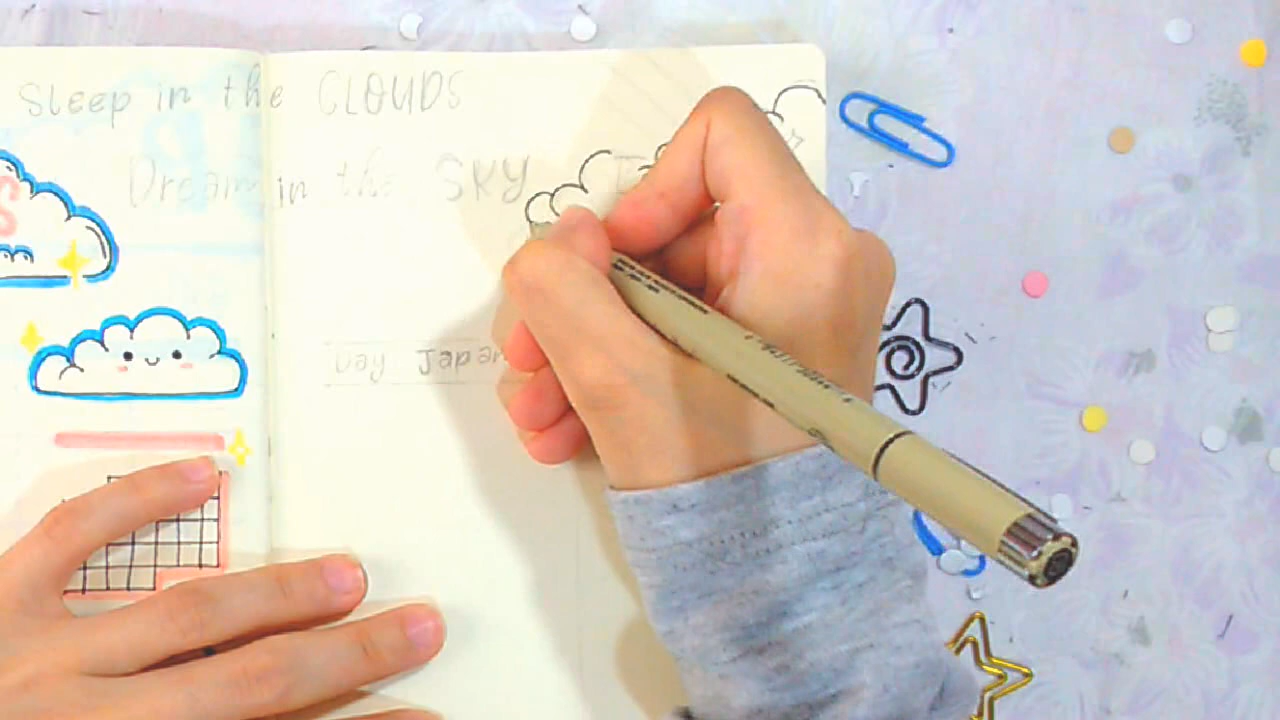 Sleep in the CLOUDS
Dream in the SKY
S
Day Japan